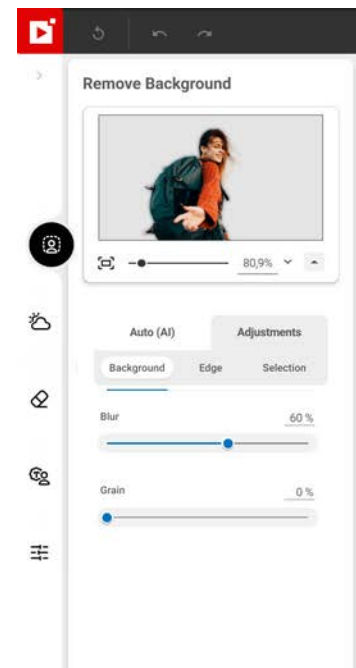 Remove Background
80,9%
Auto (AI) Adjustments
Background Edge Selection
Blur 60 %
Grain 0 %